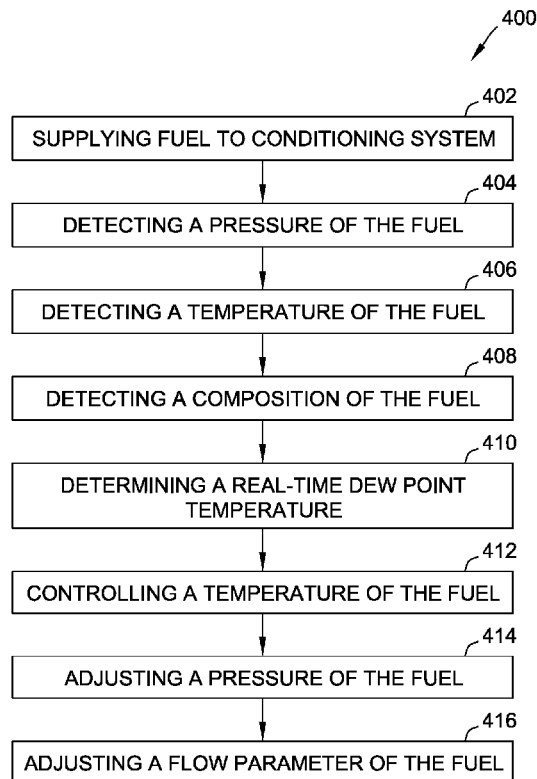 400
402
SUPPLYING FUEL TO CONDITIONING SYSTEM
404
DETECTING A PRESSURE OF THE FUEL
406
DETECTING A TEMPERATURE OF THE FUEL
408
DETECTING A COMPOSITION OF THE FUEL
410
DETERMINING A REAL-TIME DEW POINT
TEMPERATURE
412
CONTROLLING A TEMPERATURE OF THE FUEL
414
ADJUSTING A PRESSURE OF THE FUEL
416
ADJUSTING A FLOW PARAMETER OF THE FUEL